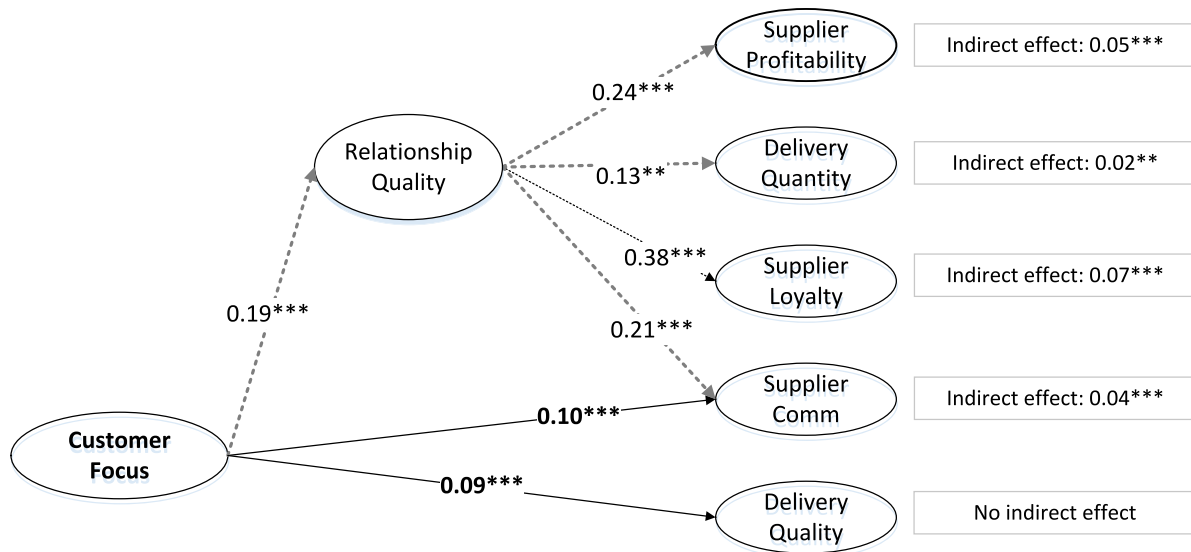 Supplier
Profitability
Indirect effect: 0.05***
0.24***
Relationship
Quality
Delivery
Quantity
Indirect effect: 0.02**
0.13**
0.38***
Supplier
Loyalty
Indirect effect: 0.07***
0.19***
0.21***
Supplier
Comm
Indirect effect: 0.04***
0.10***
Customer
Focus
0.09***
Delivery
Quality
No indirect effect